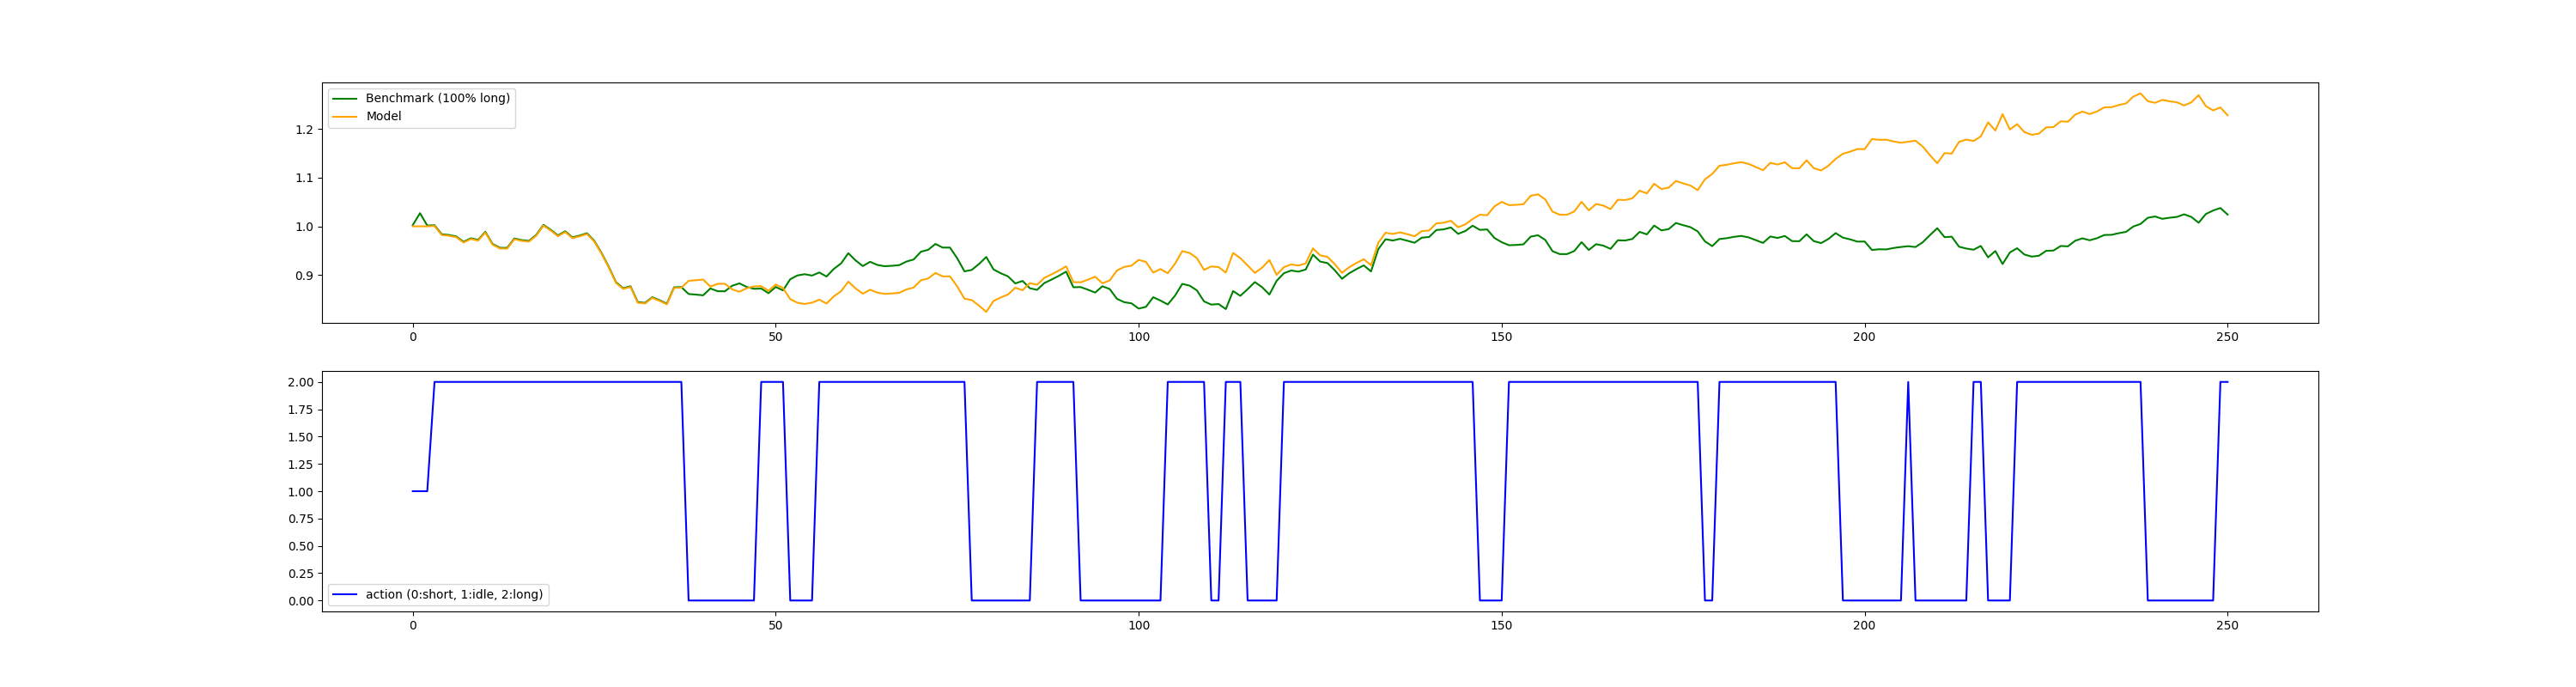 Benchmark (100% long)
Model
1.2
1.1
1.0
0.9
0 50 100 150 200 250
2.00
1.75
1.50
1.25
1.00
0.75
0.50
0.25
0.00
action (0:short, 1:idle, 2:long)
0 50 100 150 200 250